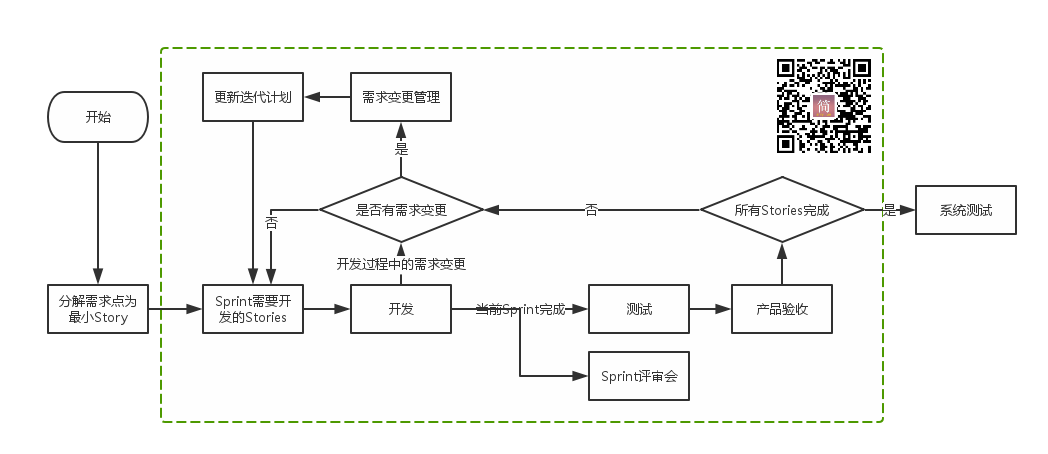 更新迭代计划
需求变更管理
简
开始
是
是否有需求变更
否
否
所有Stories完成
是
系统测试
开发过程中的需求变更
分解需求点为
最小Story
Sprint需要开
发的Stories
开发
当前Sprint完成
测试
产品验收
Sprint评审会